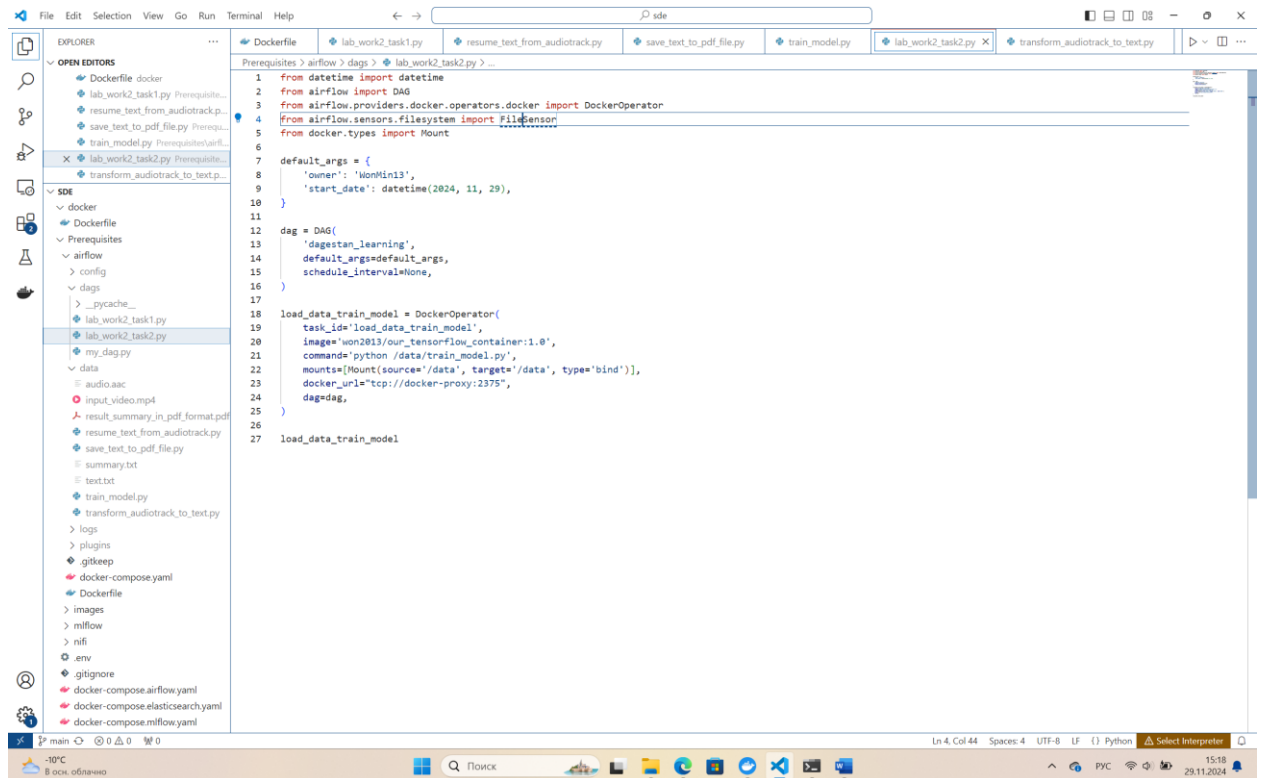 File Edit Selection View Go Run Terminal Help
sde
EXPLORER
OPEN EDITORS
Dockerfile docker
lab_work2_task1.py Prerequisite...
resume_text_from_audiotrack.p...
save_text_to_pdf_file.py Prerequ...
train_model.py Prerequisites\airfl...
lab_work2_task2.py Prerequisite...
transform_audiotrack_to_text.p...
SDE
docker
Dockerfile
Prerequisites
airflow
config
dags
__pycache__
lab_work2_task1.py
lab_work2_task2.py
my_dag.py
data
audio.aac
input_video.mp4
result_summary_in_pdf_format.pdf
resume_text_from_audiotrack.py
save_text_to_pdf_file.py
summary.txt
text.txt
train_model.py
transform_audiotrack_to_text.py
logs
plugins
.gitkeep
docker-compose.yaml
Dockerfile
images
mlflow
nifi
.env
.gitignore
docker-compose.airflow.yaml
docker-compose.elasticsearch.yaml
docker-compose.mlflow.yaml
2
1
Dockerfile lab_work2_task1.py resume_text_from_audiotrack.py save_text_to_pdf_file.py train_model.py lab_work2_task2.py transform_audiotrack_to_text.py
Prerequisites > airflow > dags > lab_work2_task2.py > ...
1 from datetime import datetime
2 from airflow import DAG
3 from airflow.providers.docker.operators.docker import DockerOperator
4 from airflow.sensors.filesystem import FileSensor
5 from docker.types import Mount
6
7 default_args = {
8 'owner': 'WonMin13',
9 'start_date': datetime(2024, 11, 29),
10 }
11
12 dag = DAG(
13 'dagestan_learning',
14 default_args=default_args,
15 schedule_interval=None,
16 )
17
18 load_data_train_model = DockerOperator(
19 task_id='load_data_train_model',
20 image='won2013/our_tensorflow_container:1.0',
21 command='python /data/train_model.py',
22 mounts=[Mount(source='/data', target='/data', type='bind')],
23 docker_url="tcp://docker-proxy:2375",
24 dag=dag,
25 )
26
27 load_data_train_model
main 0 0 0 Ln 4, Col 44 Spaces: 4 UTF-8 LF {} Python Select Interpreter
-10°C
В осн. облачно
Поиск
РУС
15:18
29.11.2024